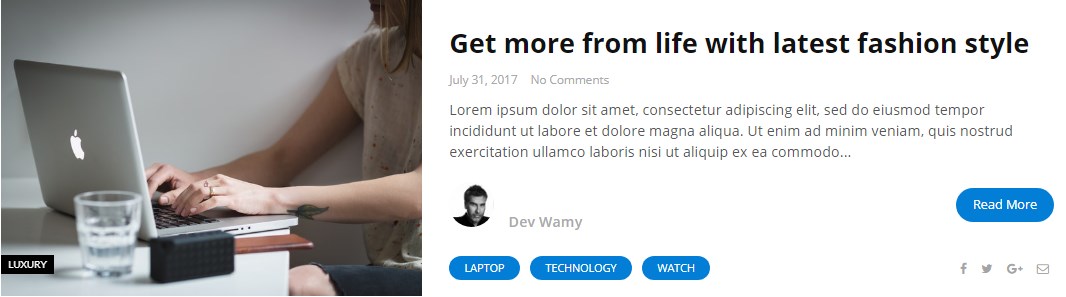 LUXURY
Get more from life with latest fashion style
July 31, 2017 No Comments
Lorem ipsum dolor sit amet, consectetur adipiscing elit, sed do eiusmod tempor
incididunt ut labore et dolore magna aliqua. Ut enim ad minim veniam, quis nostrud
exercitation ullamco laboris nisi ut aliquip ex ea commodo...
Dev Wamy
Read More
LAPTOP TECHNOLOGY WATCH